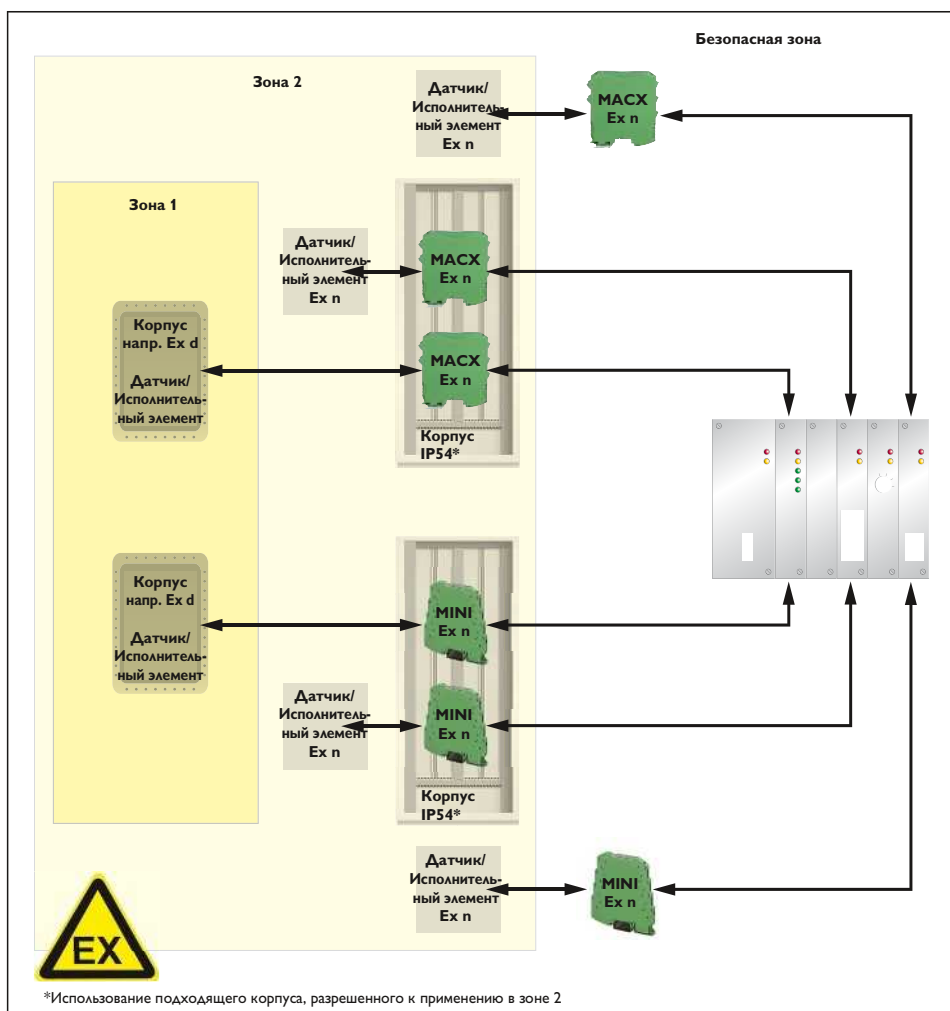 Безопасная зона
Зона 2
Датчик/
Исполнитель-
ный элемент
Ex n
MACX
Ex n
Зона 1
Датчик/
Исполнитель-
ный элемент
Ex n
MACX
Ex n
Корпус
напр. Ex d
Датчик/
Исполнитель-
ный элемент
MACX
Ex n
Корпус
IP54*
Корпус
напр. Ex d
Датчик/
Исполнитель-
ный элемент
MINI
Ex n
Датчик/
Исполнитель-
ный элемент
Ex n
MINI
Ex n
Корпус
IP54*
Датчик/
Исполнитель-
ный элемент
Ex n
MINI
Ex n
EX
*Использование подходящего корпуса, разрешенного к применению в зоне 2